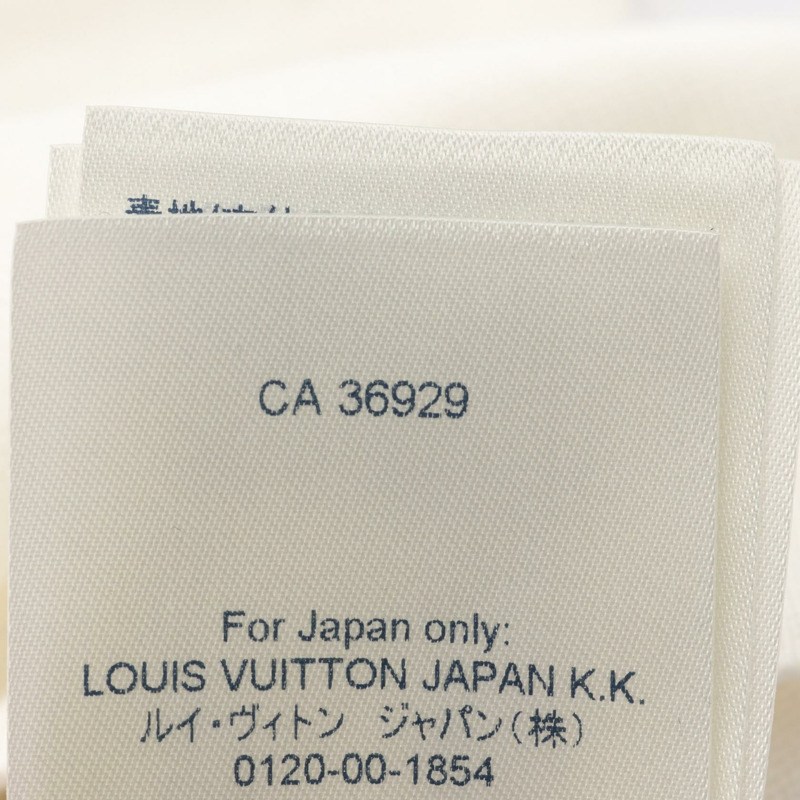 CA 36929
For Japan only:
LOUIS VUITTON JAPAN K.K.
ルイ・ヴィトン ジャパン(株)
0120-00-1854